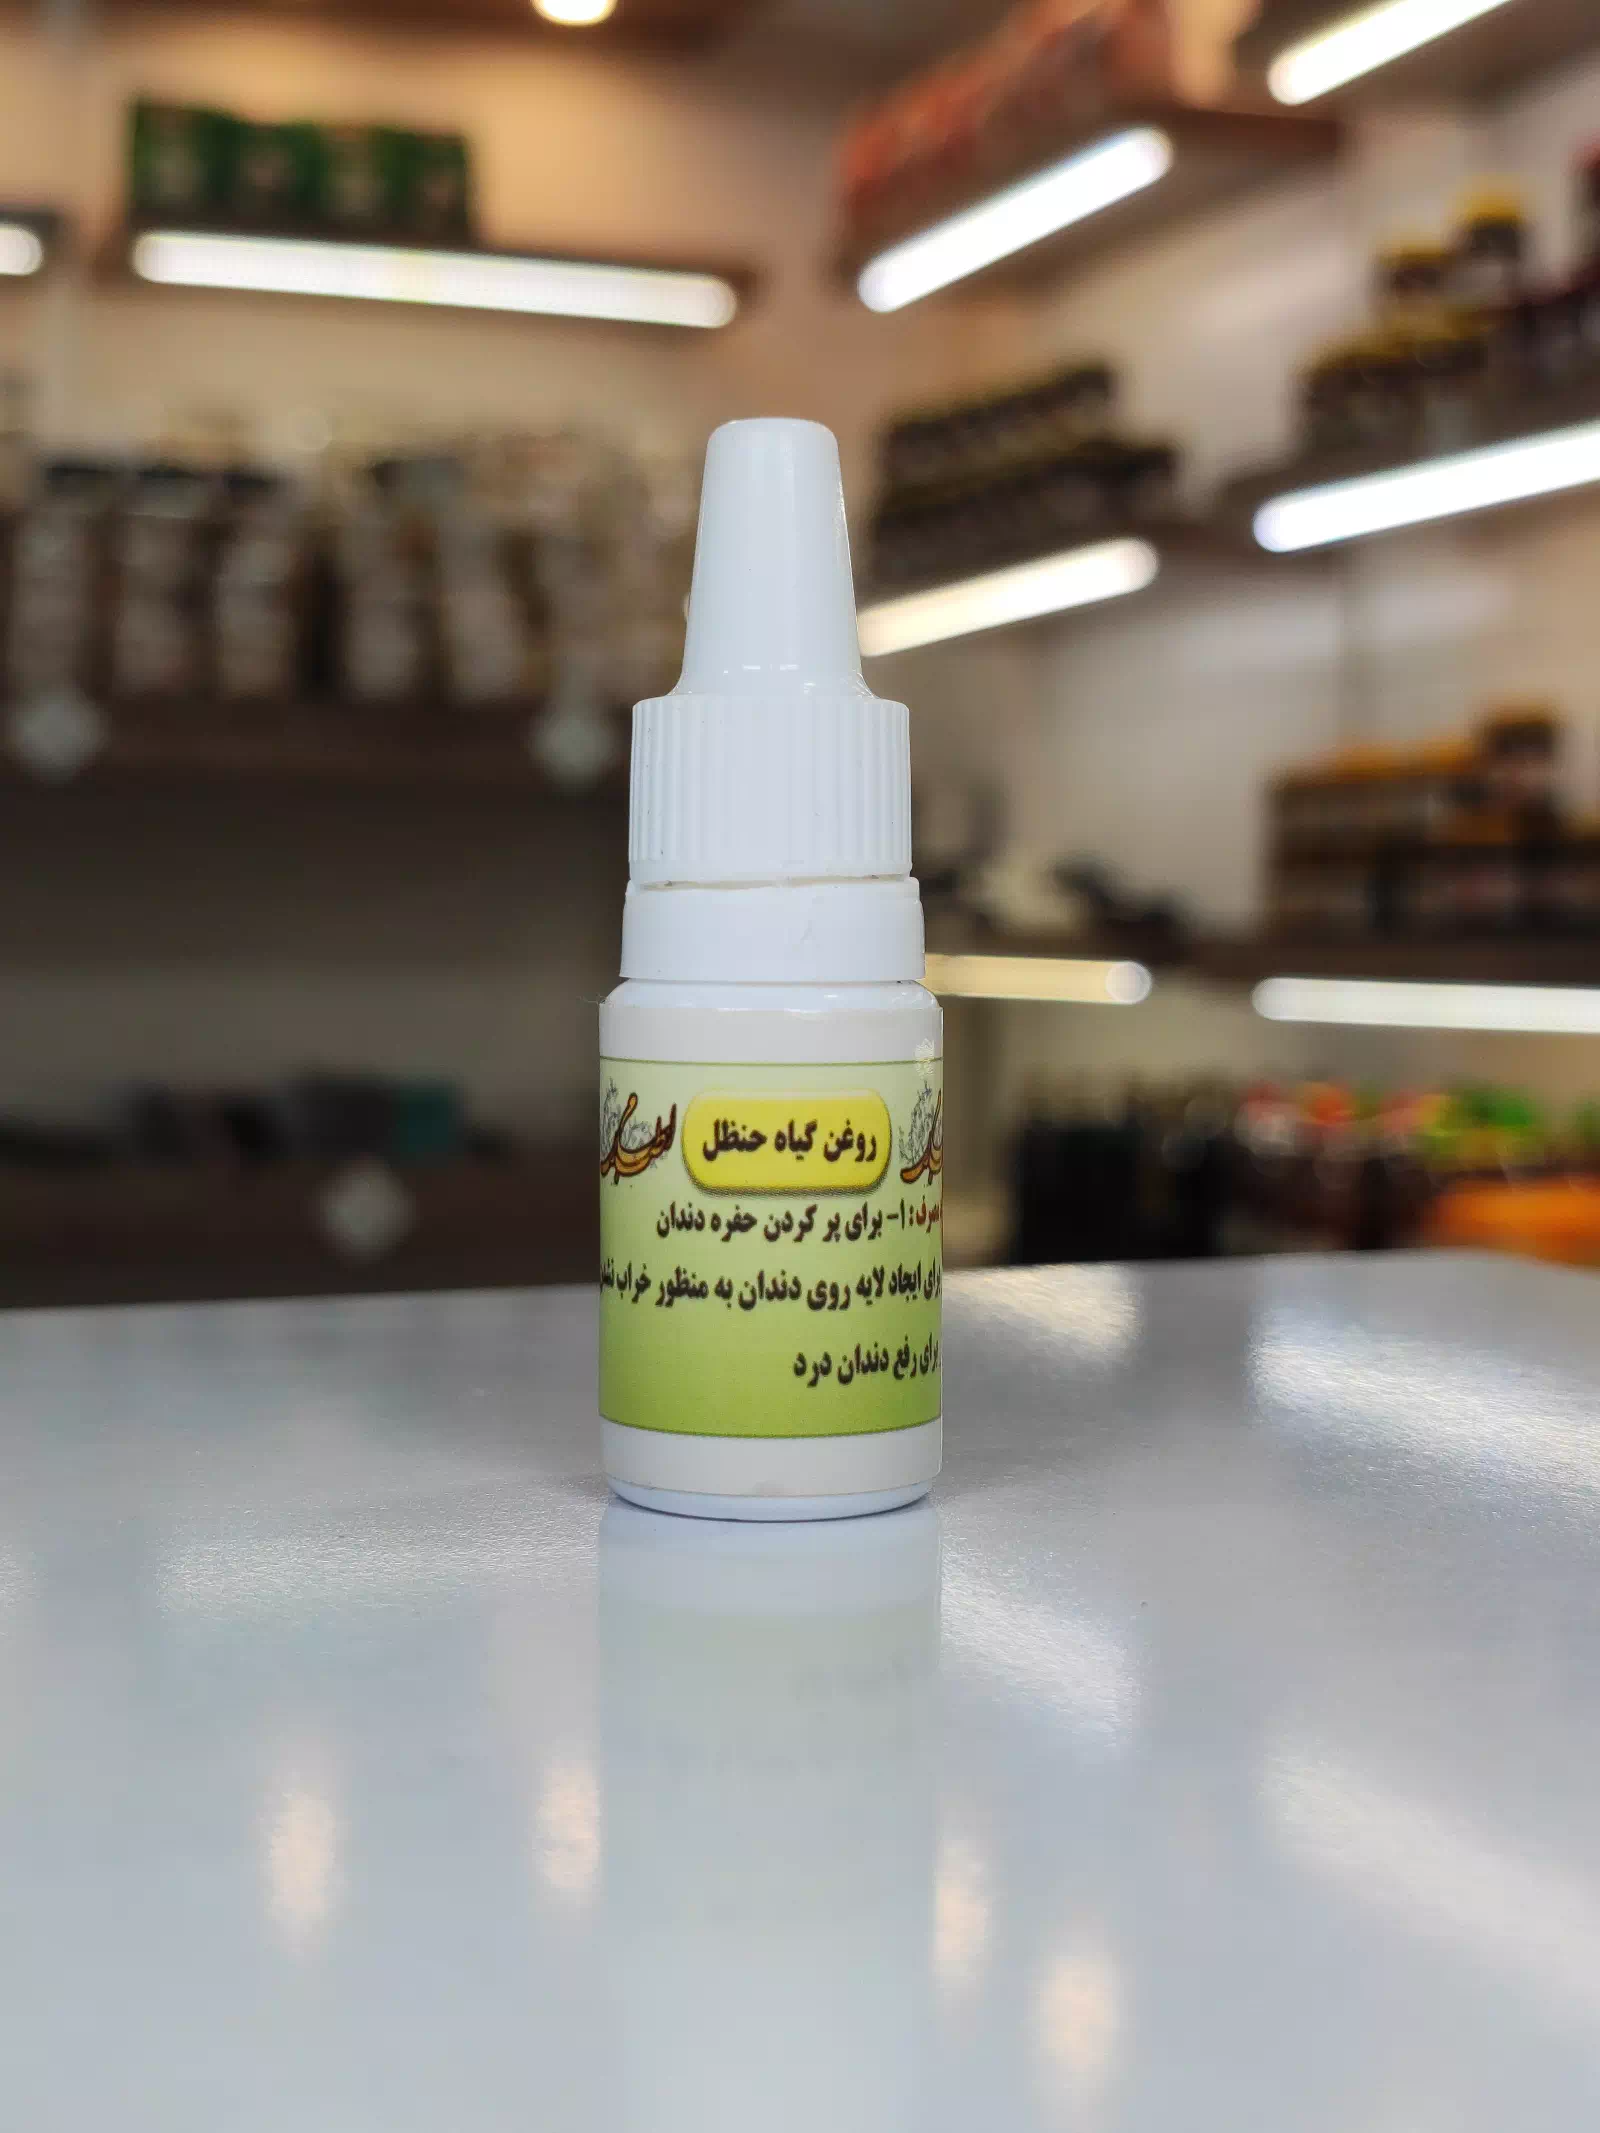 روغن گیاه حنظل
مصرف : ۱- برای پر کردن حفره دندان
برای ایجاد لایه روی دندان به منظور خراب
برای رفع دندان درد